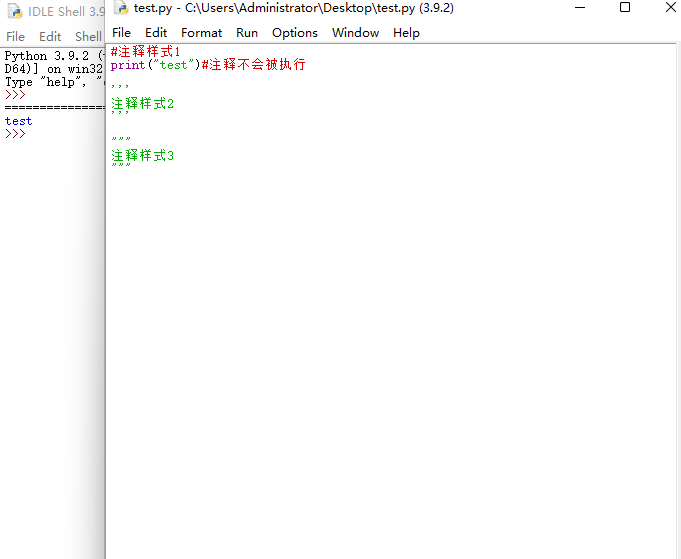 IDLE Shell 3.9
File Edit Shell
Python 3.9.2 (
D64)] on win32
Type "help", "
>>>
================
test
>>>
test.py - C:\Users\Administrator\Desktop\test.py (3.9.2)
File Edit Format Run Options Window Help
#注释样式1
print("test")#注释不会被执行
'''
注释样式2
'''
"""
注释样式3
"""